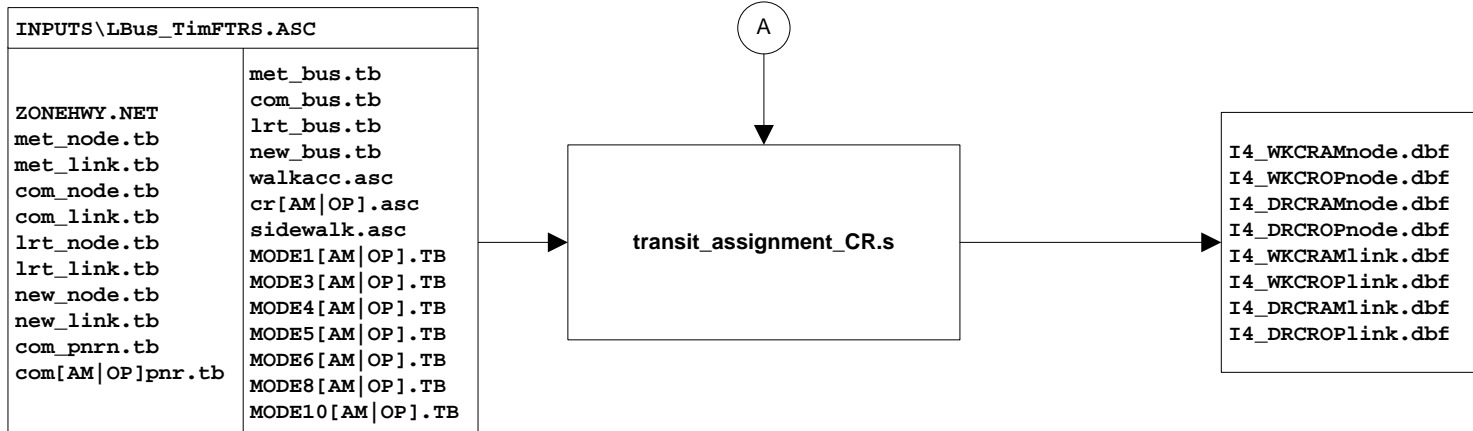 INPUTS\LBus_TimFTRS.ASC
ZONEHWY.NET
met_node.tb
met_link.tb
com_node.tb
com_link.tb
lrt_node.tb
lrt_link.tb
new_node.tb
new_link.tb
com_pnrn.tb
com[AM|OP]pnr.tb
met_bus.tb
com_bus.tb
lrt_bus.tb
new_bus.tb
walkacc.asc
cr[AM|OP].asc
sidewalk.asc
MODE1[AM|OP].TB
MODE3[AM|OP].TB
MODE4[AM|OP].TB
MODE5[AM|OP].TB
MODE6[AM|OP].TB
MODE8[AM|OP].TB
MODE10[AM|OP].TB
A
transit_assignment_CR.s
I4_WKCRAMnode.dbf
I4_WKCROPnode.dbf
I4_DRCRAMnode.dbf
I4_DRCROPnode.dbf
I4_WKCRAMlink.dbf
I4_WKCROPlink.dbf
I4_DRCRAMlink.dbf
I4_DRCROPlink.dbf